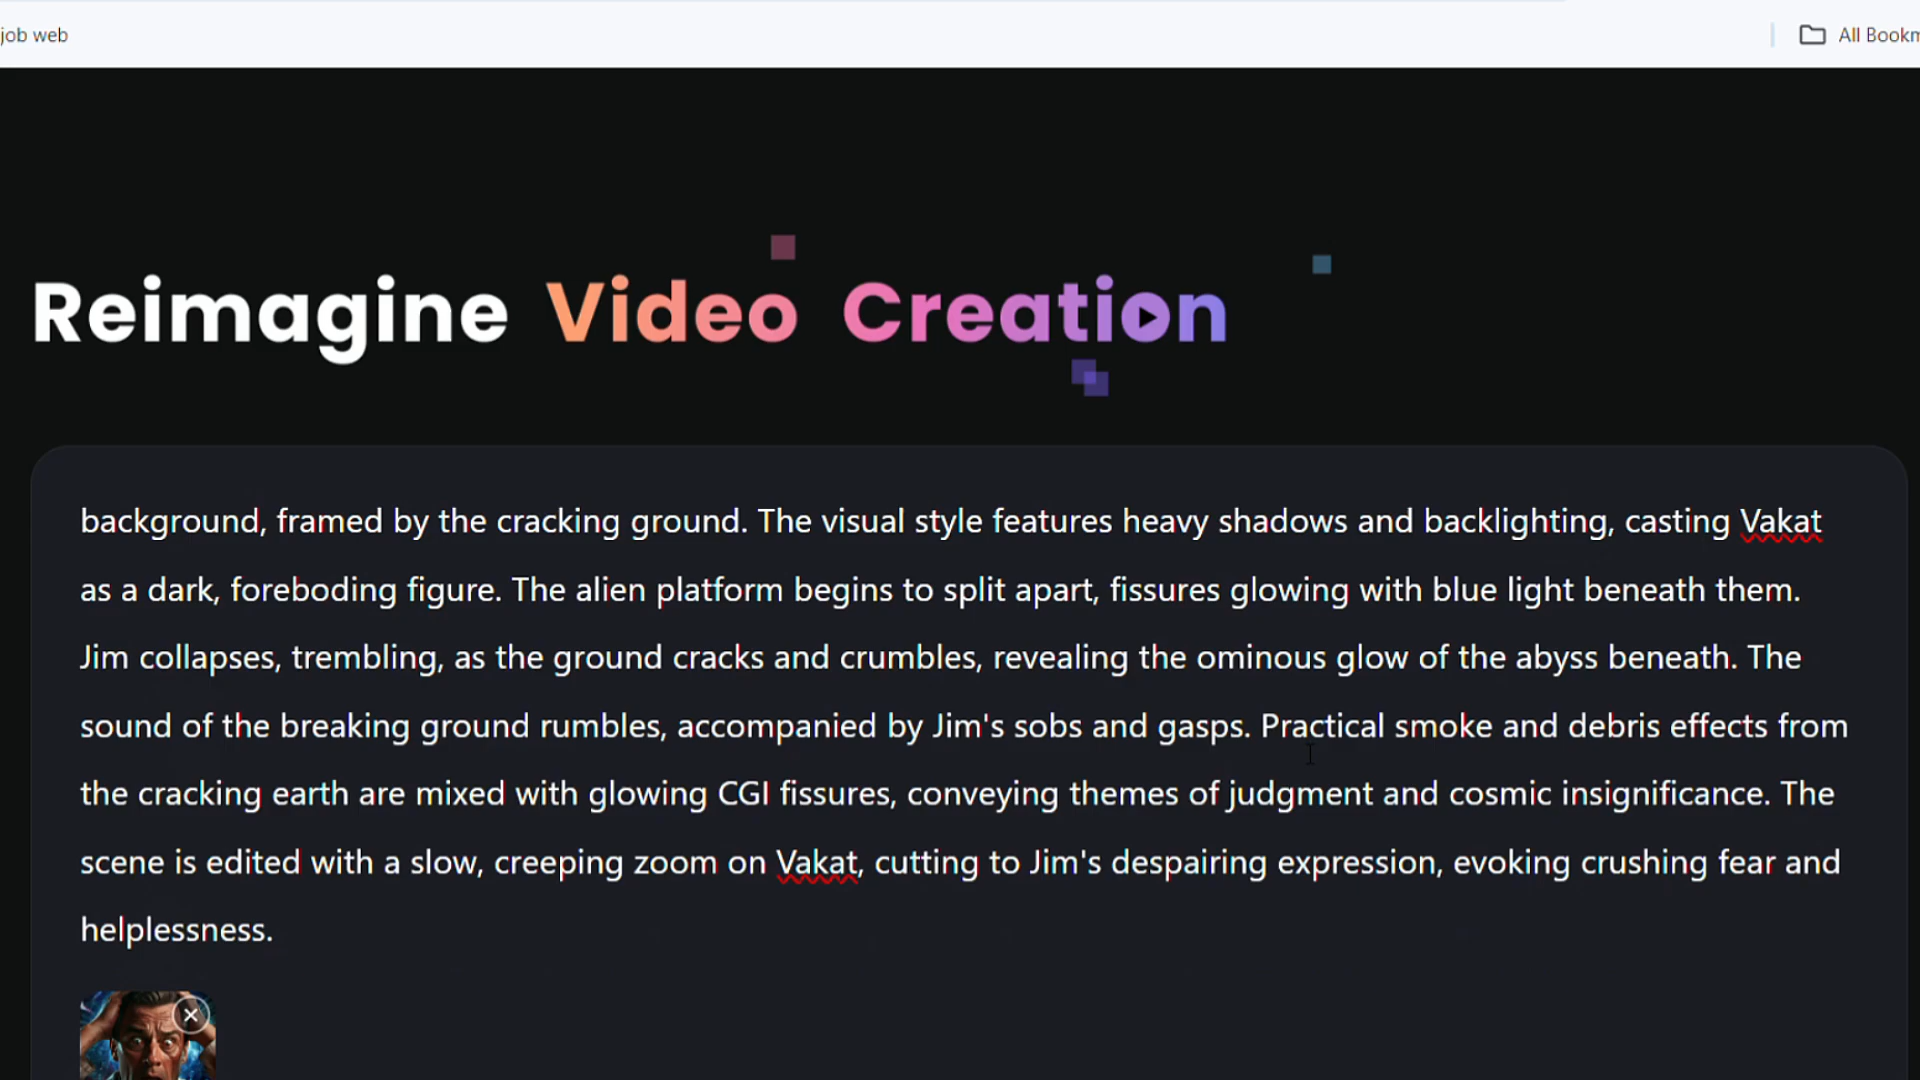 job web
All Bookm
Reimagine Video Creation
background, framed by the cracking ground. The visual style features heavy shadows and backlighting, casting Vakat
as a dark, foreboding figure. The alien platform begins to split apart, fissures glowing with blue light beneath them.
Jim collapses, trembling, as the ground cracks and crumbles, revealing the ominous glow of the abyss beneath. The
sound of the breaking ground rumbles, accompanied by Jim's sobs and gasps. Practical smoke and debris effects from
the cracking earth are mixed with glowing CGI fissures, conveying themes of judgment and cosmic insignificance. The
scene is edited with a slow, creeping zoom on Vakat, cutting to Jim's despairing expression, evoking crushing fear and
helplessness.